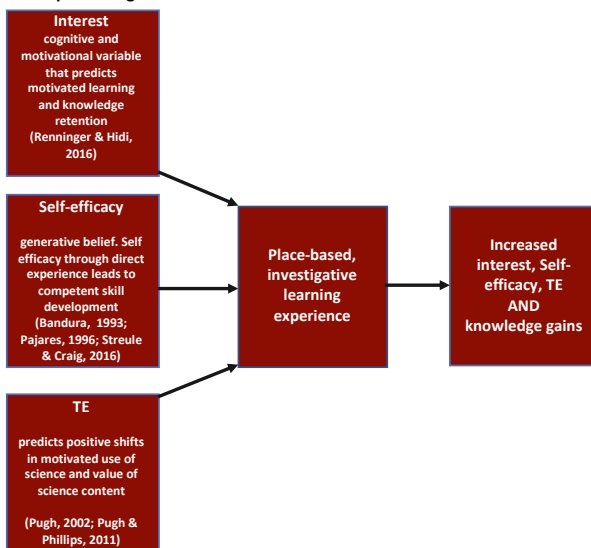 Interest
cognitive and
motivational variable
that predicts
motivated learning
and knowledge
retention
(Renninger & Hidi,
2016)
Self-efficacy
generative belief. Self
efficacy through direct
experience leads to
competent skill
development
(Bandura, 1993;
Pajares, 1996; Streule
& Craig, 2016)
TE
predicts positive shifts
in motivated use of
science and value of
science content
(Pugh, 2002; Pugh &
Phillips, 2011)
Place-based,
investigative
learning
experience
Increased
interest, Self-
efficacy, TE
AND
knowledge gains